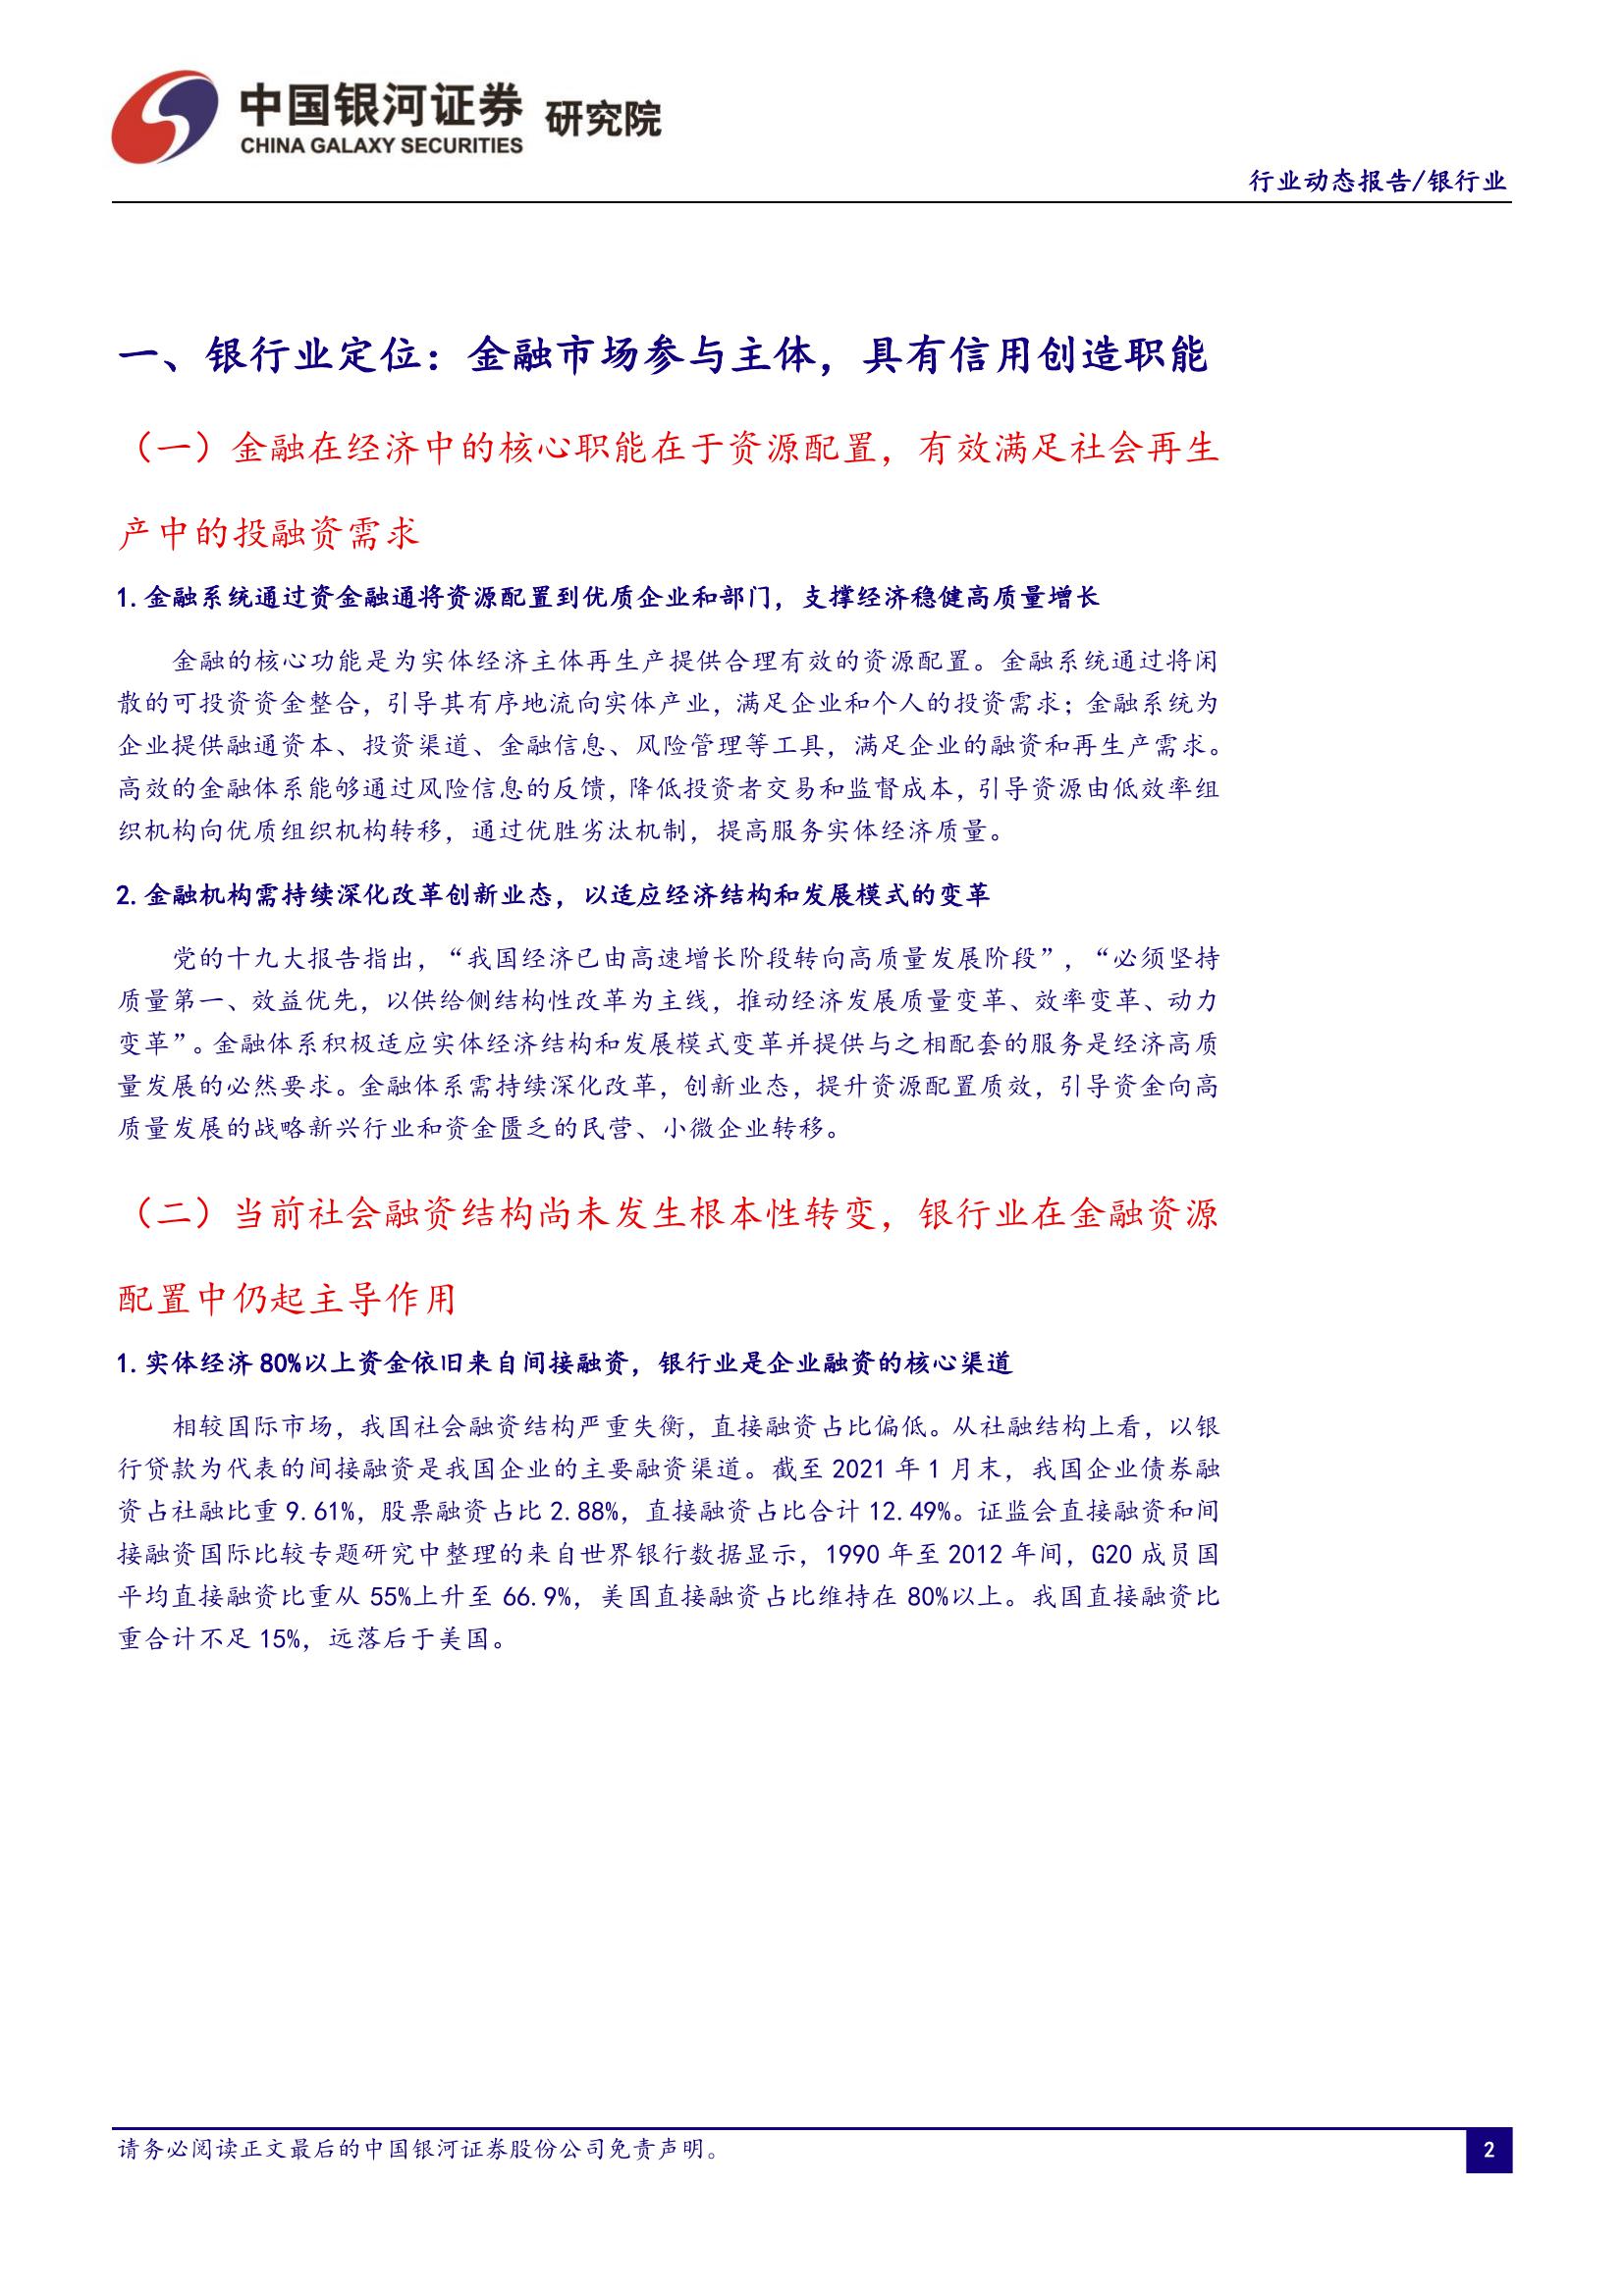 中国银河证券 研究院
CHINA GALAXY SECURITIES
行业动态报告/银行业
一、银行业定位：金融市场参与主体，具有信用创造职能
（一）金融在经济中的核心职能在于资源配置，有效满足社会再生
产中的投融资需求
1.金融系统通过资金融通将资源配置到优质企业和部门，支撑经济稳健高质量增长
金融的核心功能是为实体经济主体再生产提供合理有效的资源配置。金融系统通过将闲
散的可投资资金整合，引导其有序地流向实体产业，满足企业和个人的投资需求；金融系统为
企业提供融通资本、投资渠道、金融信息、风险管理等工具，满足企业的融资和再生产需求。
高效的金融体系能够通过风险信息的反馈，降低投资者交易和监督成本，引导资源由低效率组
织机构向优质组织机构转移，通过优胜劣汰机制，提高服务实体经济质量。
2.金融机构需持续深化改革创新业态，以适应经济结构和发展模式的变革
党的十九大报告指出，“我国经济已由高速增长阶段转向高质量发展阶段”，“必须坚持
质量第一、效益优先，以供给侧结构性改革为主线，推动经济发展质量变革、效率变革、动力
变革”。金融体系积极适应实体经济结构和发展模式变革并提供与之相配套的服务是经济高质
量发展的必然要求。金融体系需持续深化改革，创新业态，提升资源配置质效，引导资金向高
质量发展的战略新兴行业和资金匮乏的民营、小微企业转移。
（二）当前社会融资结构尚未发生根本性转变，银行业在金融资源
配置中仍起主导作用
1.实体经济 80%以上资金依旧来自间接融资，银行业是企业融资的核心渠道
相较国际市场，我国社会融资结构严重失衡，直接融资占比偏低。从社融结构上看，以银
行贷款为代表的间接融资是我国企业的主要融资渠道。截至 2021 年 1 月末，我国企业债券融
资占社融比重 9.61%，股票融资占比 2.88%，直接融资占比合计 12.49%。证监会直接融资和间
接融资国际比较专题研究中整理的来自世界银行数据显示，1990 年至 2012 年间，G20 成员国
平均直接融资比重从 55%上升至 66.9%，美国直接融资占比维持在 80%以上。我国直接融资比
重合计不足 15%，远落后于美国。
请务必阅读正文最后的中国银河证券股份公司免责声明。
2